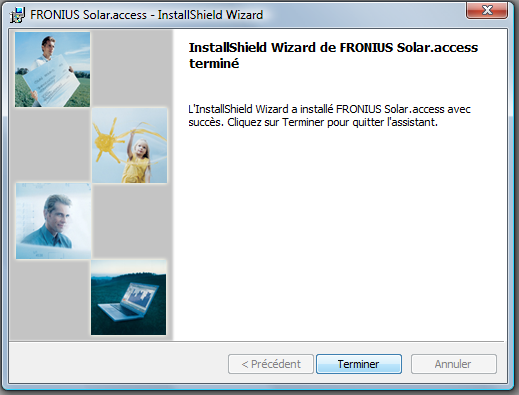 FRONIUS Solar.access - InstallShield Wizard
InstallShield Wizard de FRONIUS Solar.access
terminé
L'InstallShield Wizard a installé FRONIUS Solar.access avec
succès. Cliquez sur Terminer pour quitter l'assistant.
< Précédent
Terminer
Annuler